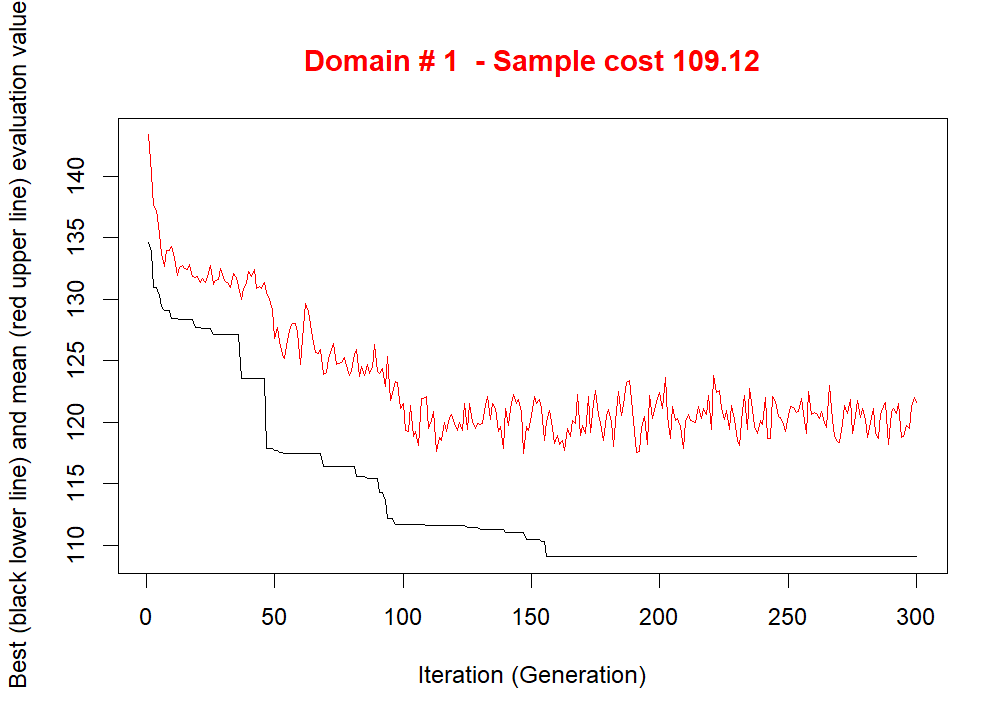 Domain # 1  - Sample cost 109.12
Best (black lower line) and mean (red upper line) evaluation value
140
135
130
125
120
115
110
0 50 100 150 200 250 300
Iteration (Generation)